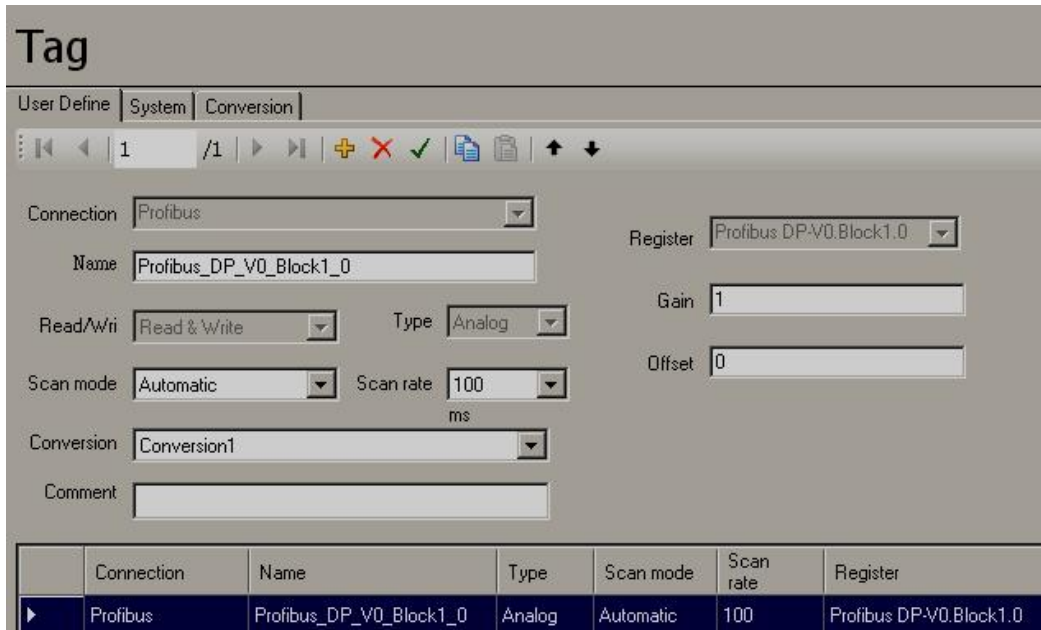 Tag
User Define System Conversion
1 /1
Connection Profibus
Register Profibus DP-V0.Block1.0
Name Profibus_DP_V0_Block1_0
Gain 1
Read/Wri Read & Write Type Analog
Offset 0
Scan mode Automatic Scan rate 100
ms
Conversion Conversion1
Comment
Connection Name Type Scan mode Scan rate Register
Profibus Profibus_DP_V0_Block1_0 Analog Automatic 100 Profibus DP-V0.Block1.0